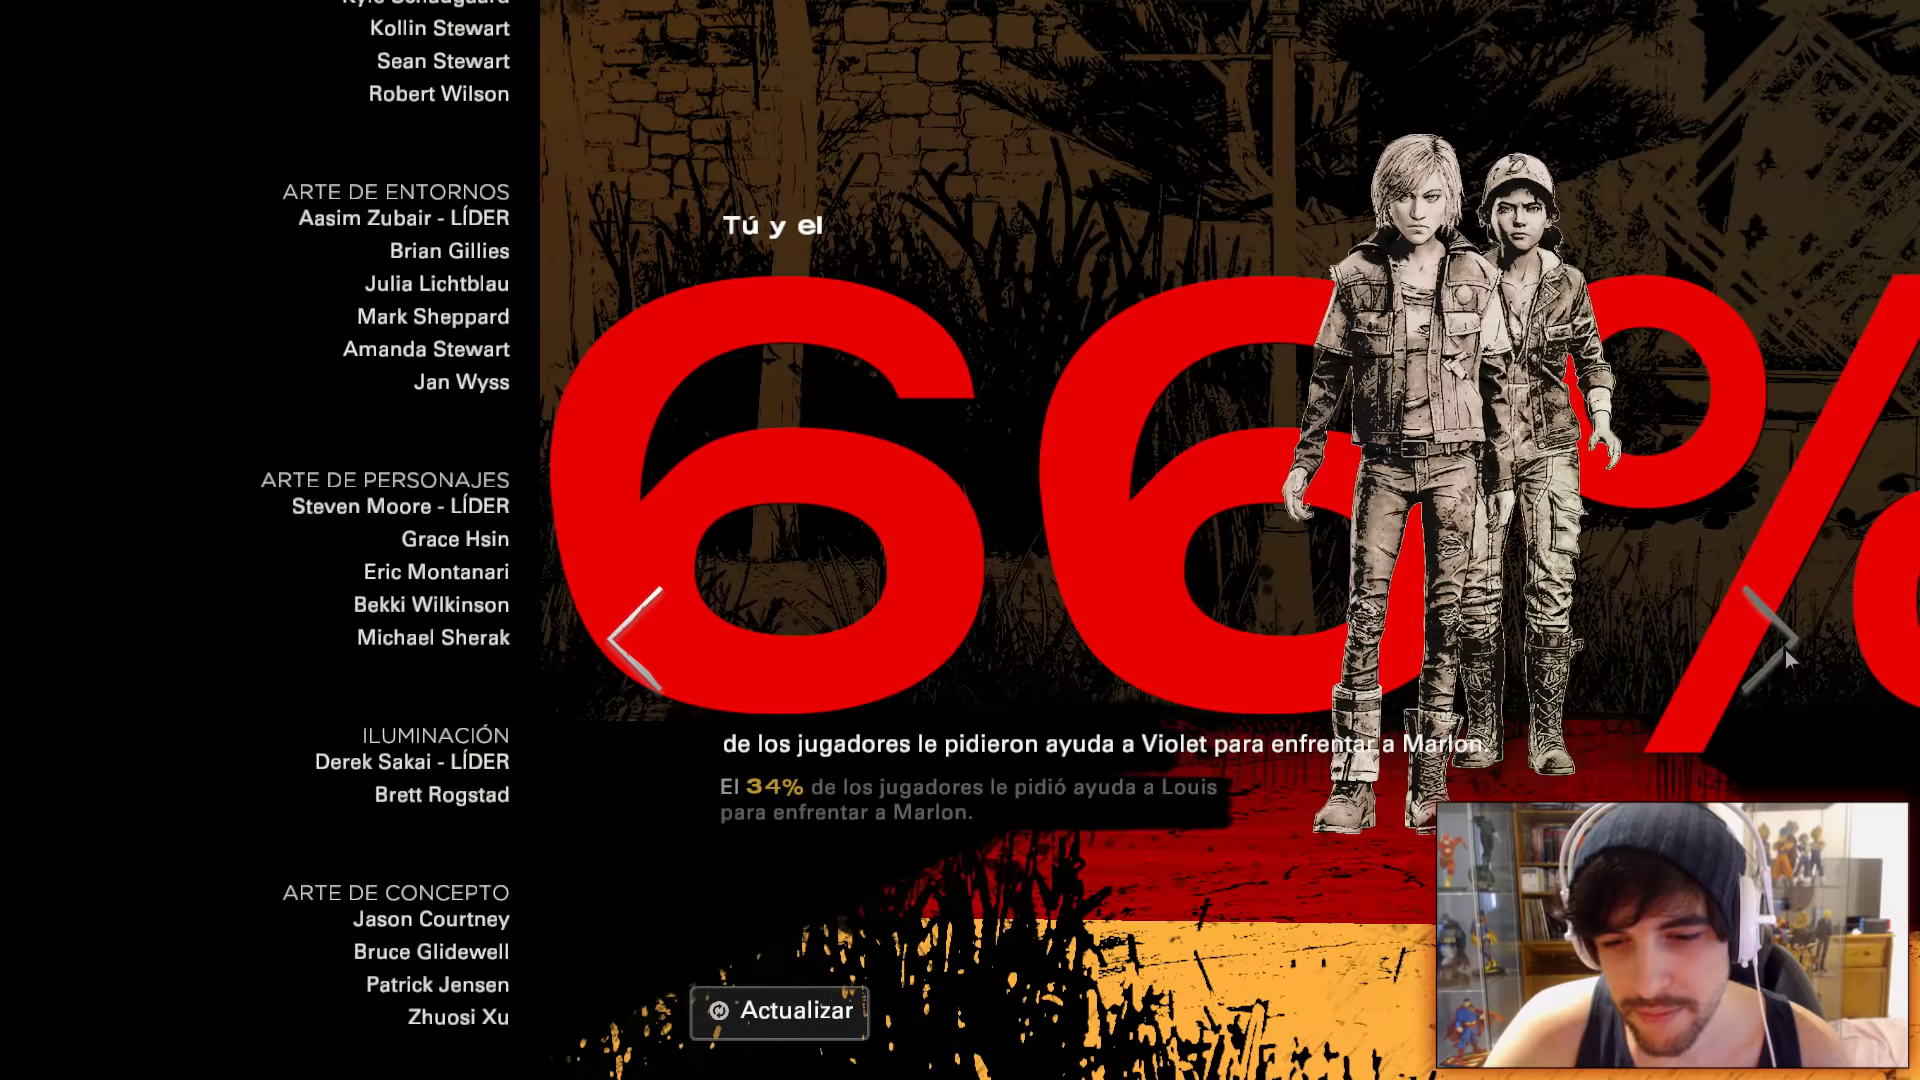 Kollin Stewart
Sean Stewart
Robert Wilson
ARTE DE ENTORNOS
Aasim Zubair - LÍDER
Brian Gillies
Julia Lichtblau
Mark Sheppard
Amanda Stewart
Jan Wyss
ARTE DE PERSONAJES
Steven Moore - LÍDER
Grace Hsin
Eric Montanari
Bekki Wilkinson
Michael Sherak
ILUMINACIÓN
Derek Sakai - LÍDER
Brett Rogstad
ARTE DE CONCEPTO
Jason Courtney
Bruce Glidewell
Patrick Jensen
Zhuosi Xu
Tú y el
66%
de los jugadores le pidieron ayuda a Violet para enfrentar a Marlon.
El 34% de los jugadores le pidió ayuda a Louis
para enfrentar a Marlon.
Actualizar
D